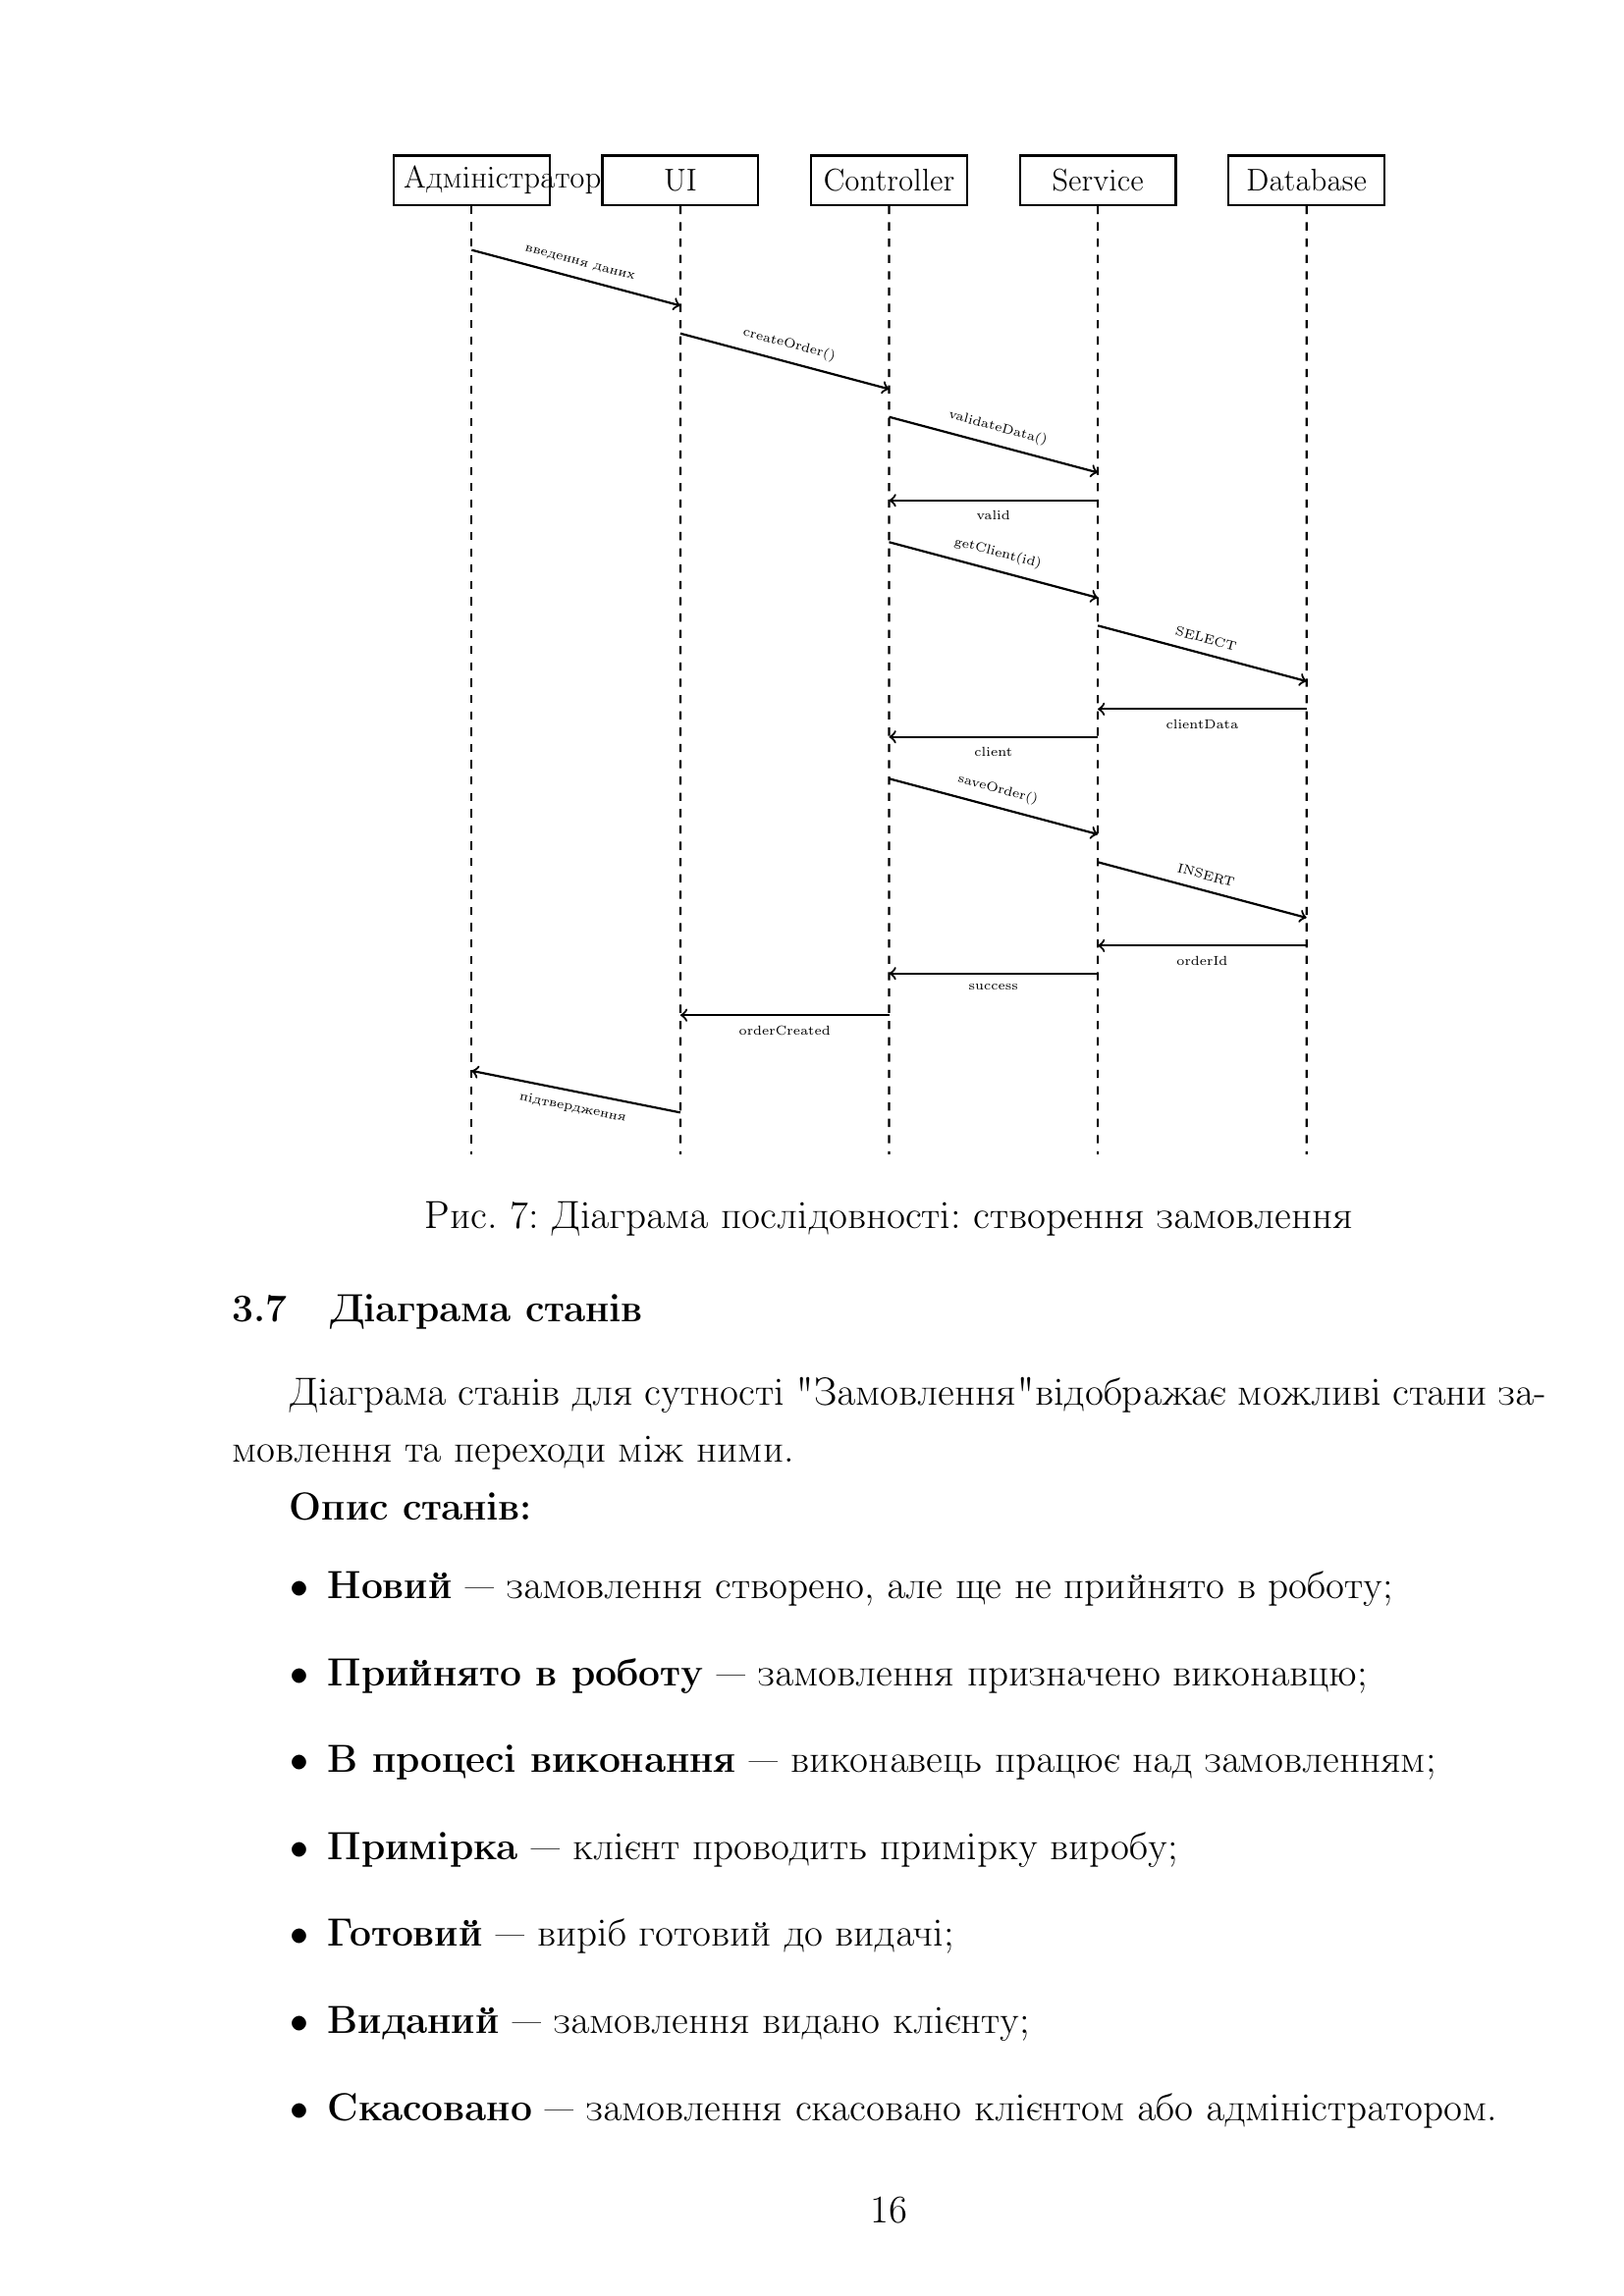 Адміністратор UI Controller Service Database
введення даних
createOrder()
validateData()
valid
getClient(id)
SELECT
clientData
client
saveOrder()
INSERT
orderId
success
orderCreated
підтвердження
Рис. 7: Діаграма послідовності: створення замовлення
3.7 Діаграма станів
Діаграма станів для сутності "Замовлення"відображає можливі стани за-
мовлення та переходи між ними.
Опис станів:
• Новий — замовлення створено, але ще не прийнято в роботу;
• Прийнято в роботу — замовлення призначено виконавцю;
• В процесі виконання — виконавець працює над замовленням;
• Примірка — клієнт проводить примірку виробу;
• Готовий — виріб готовий до видачі;
• Виданий — замовлення видано клієнту;
• Скасовано — замовлення скасовано клієнтом або адміністратором.
16